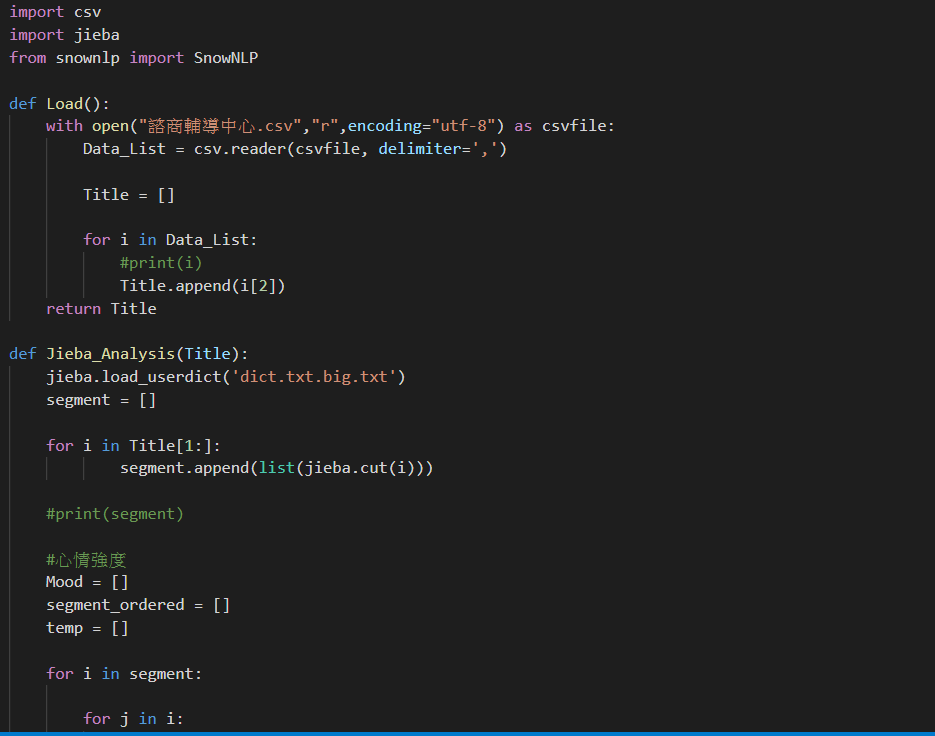 import csv
import jieba
from snownlp import SnowNLP
def Load():
    with open("諮商輔導中心.csv","r",encoding="utf-8") as csvfile:
        Data_List = csv.reader(csvfile, delimiter=',')
        Title = []
        for i in Data_List:
            #print(i)
            Title.append(i[2])
    return Title
def Jieba_Analysis(Title):
    jieba.load_userdict('dict.txt.big.txt')
    segment = []
    for i in Title[1:]:
            segment.append(list(jieba.cut(i)))
    #print(segment)
    #心情強度
    Mood = []
    segment_ordered = []
    temp = []
    for i in segment:
        for j in i: